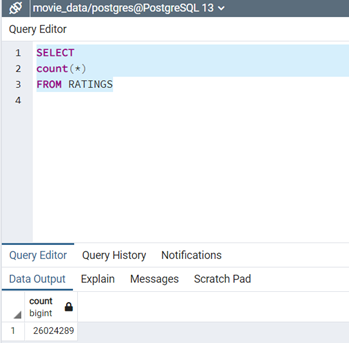 movie_data/postgres@PostgreSQL 13
Query Editor
1 SELECT
2 count(*)
3 FROM RATINGS
4
Query Editor Query History Notifications
Data Output Explain Messages Scratch Pad
count
bigint
1 26024289